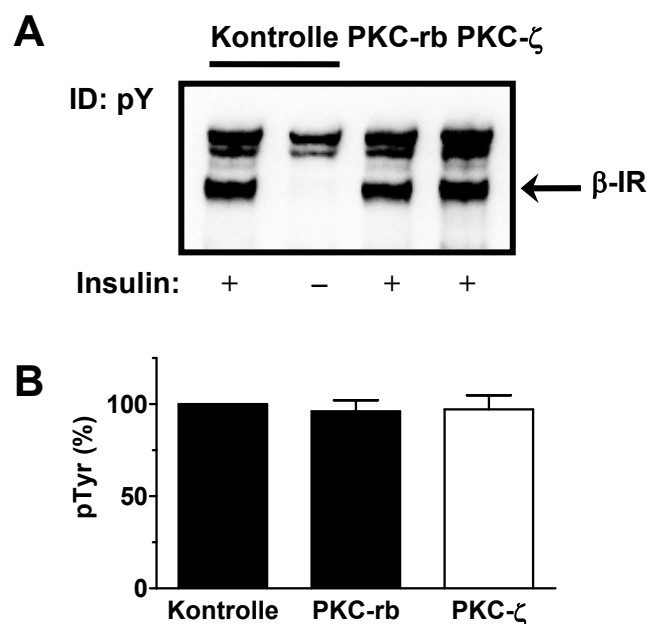 A
Kontrolle PKC-rb PKC-ζ
ID: pY
β-IR
Insulin: + – + +
B
pTyr (%)
100
50
0
Kontrolle PKC-rb PKC-ζ